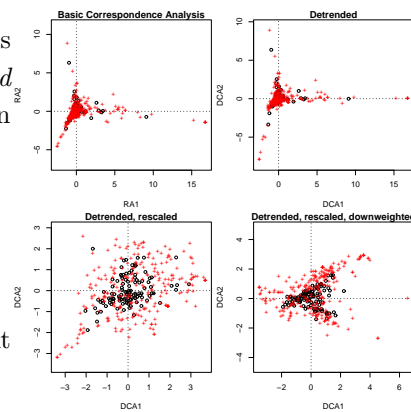 Basic Correspondence Analysis
Detrended
s
d
n
RA2
10
5
0
−5
0
5
10
15
RA1
DCA2
10
5
0
−5
0
5
10
15
DCA1
Detrended, rescaled
Detrended, rescaled, downweighted
t
DCA2
3
2
1
0
−1
−2
−3
−3
−2
−1
0
1
2
3
DCA1
DCA2
4
2
0
−2
−4
−2
0
2
4
6
DCA1